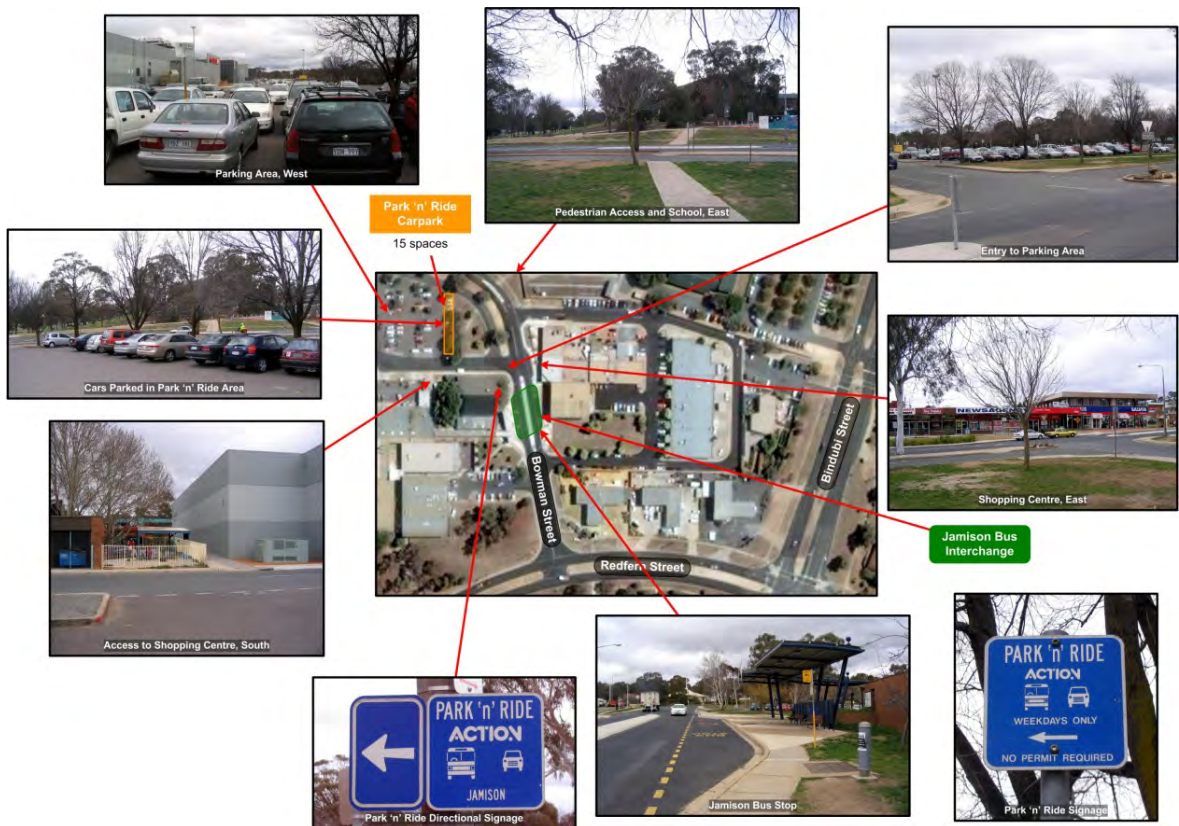 Parking Area, West
Park 'n' Ride
Carpark
15 spaces
Pedestrian Access and School, East
Entry to Parking Area
Cars Parked in Park 'n' Ride Area
NEWSAGEN
Shopping Centre, East
Bowman Street
Bindubi Street
Redfern Street
Jamison Bus
Interchange
Access to Shopping Centre, South
PARK 'n' RIDE
ACTION
JAMISON
Park 'n' Ride Directional Signage
Jamison Bus Stop
PARK 'n' RIDE
ACTION
WEEKDAYS ONLY
NO PERMIT REQUIRED
Park 'n' Ride Signage